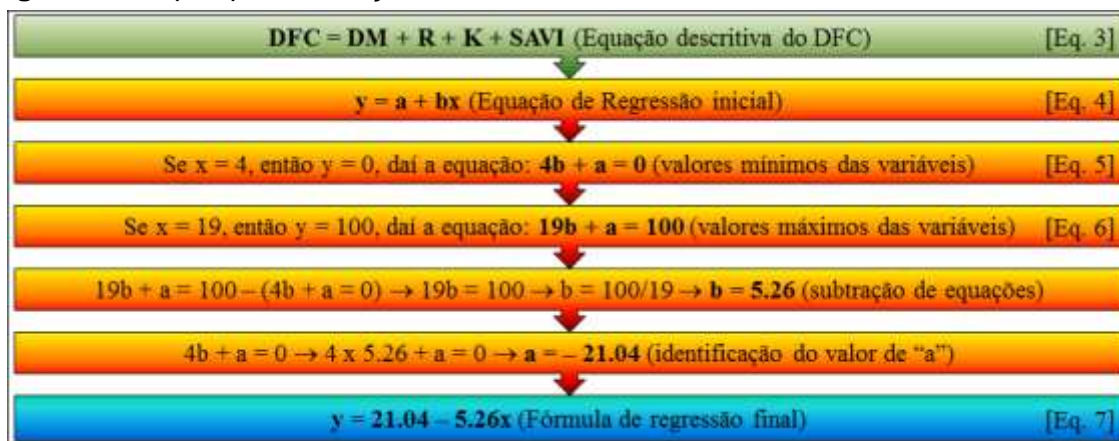 DFC = DM + R + K + SAVI (Equação descritiva do DFC) [Eq. 3]
y = a + bx (Equação de Regressão inicial) [Eq. 4]
Se x = 4, então y = 0, daí a equação: 4b + a = 0 (valores mínimos das variáveis) [Eq. 5]
Se x = 19, então y = 100, daí a equação: 19b + a = 100 (valores máximos das variáveis) [Eq. 6]
19b + a = 100 – (4b + a = 0) → 19b = 100 → b = 100/19 → b = 5.26 (subtração de equações)
4b + a = 0 → 4 x 5.26 + a = 0 → a = – 21.04 (identificação do valor de “a”)
y = 21.04 – 5.26x (Fórmula de regressão final) [Eq. 7]